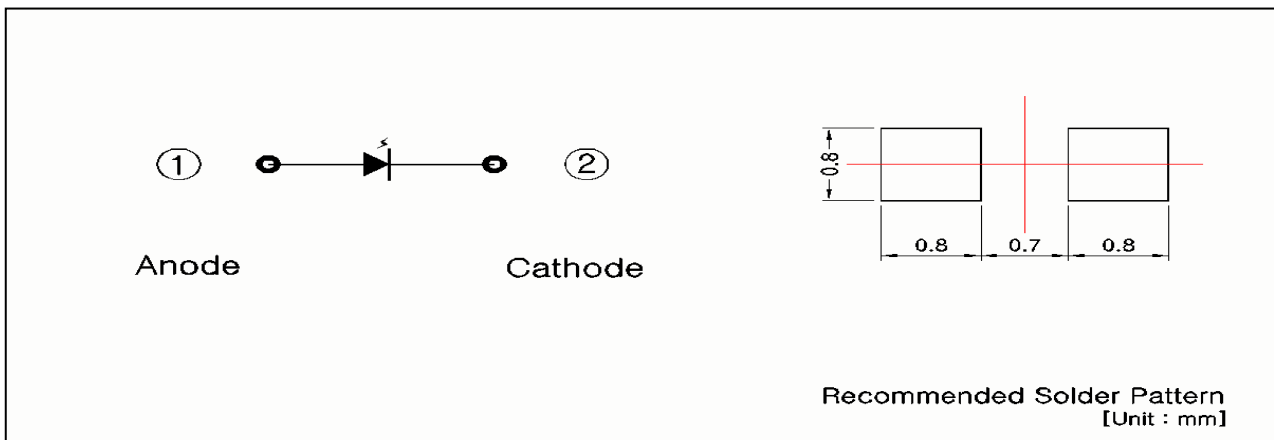 ① ②
Anode Cathode
0.8
0.8 0.7 0.8
Recommended Solder Pattern
[Unit : mm]